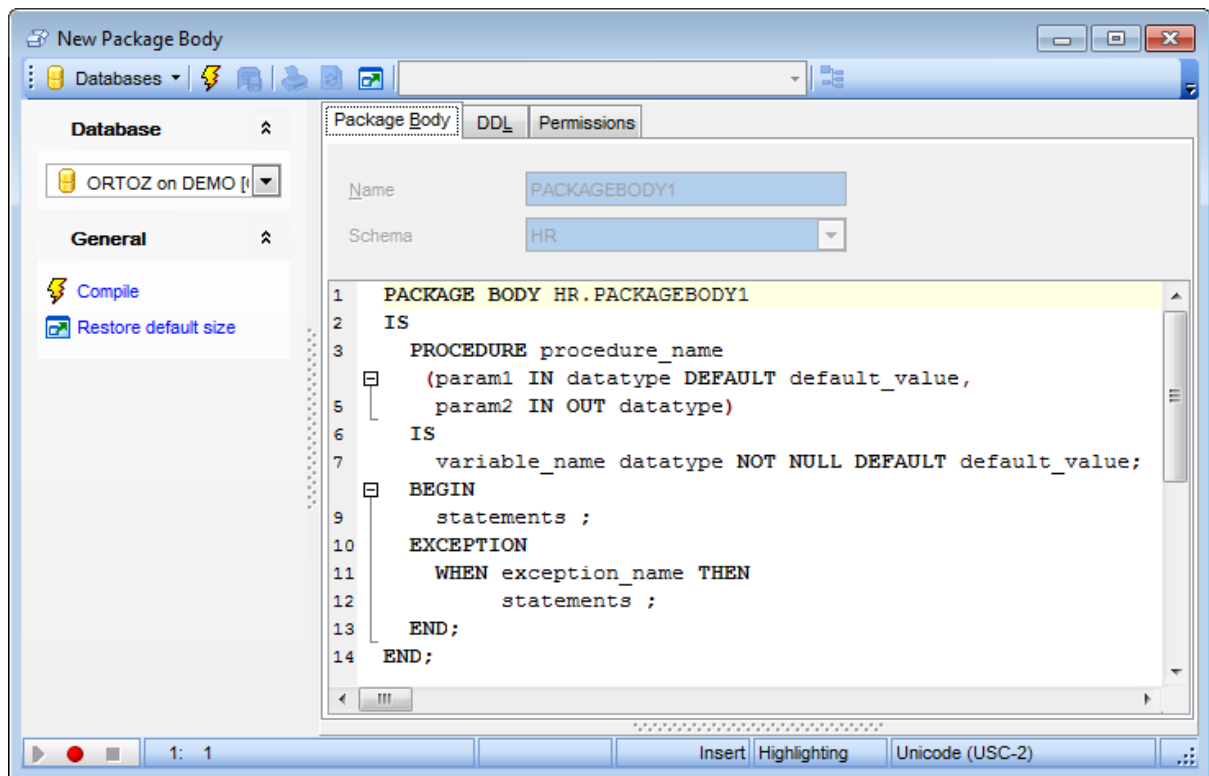 New Package Body
Databases
Database
ORTOZ on DEMO [
General
Compile
Restore default size
Package Body DDL Permissions
Name PACKAGEBODY1
Schema HR
1 PACKAGE BODY HR.PACKAGEBODY1
2 IS
3 PROCEDURE procedure_name
(param1 IN datatype DEFAULT default_value,
5 param2 IN OUT datatype)
6 IS
7 variable_name datatype NOT NULL DEFAULT default_value;
BEGIN
9 statements ;
10 EXCEPTION
11 WHEN exception_name THEN
12 statements ;
13 END;
14 END;
1: 1 Insert Highlighting Unicode (USC-2)